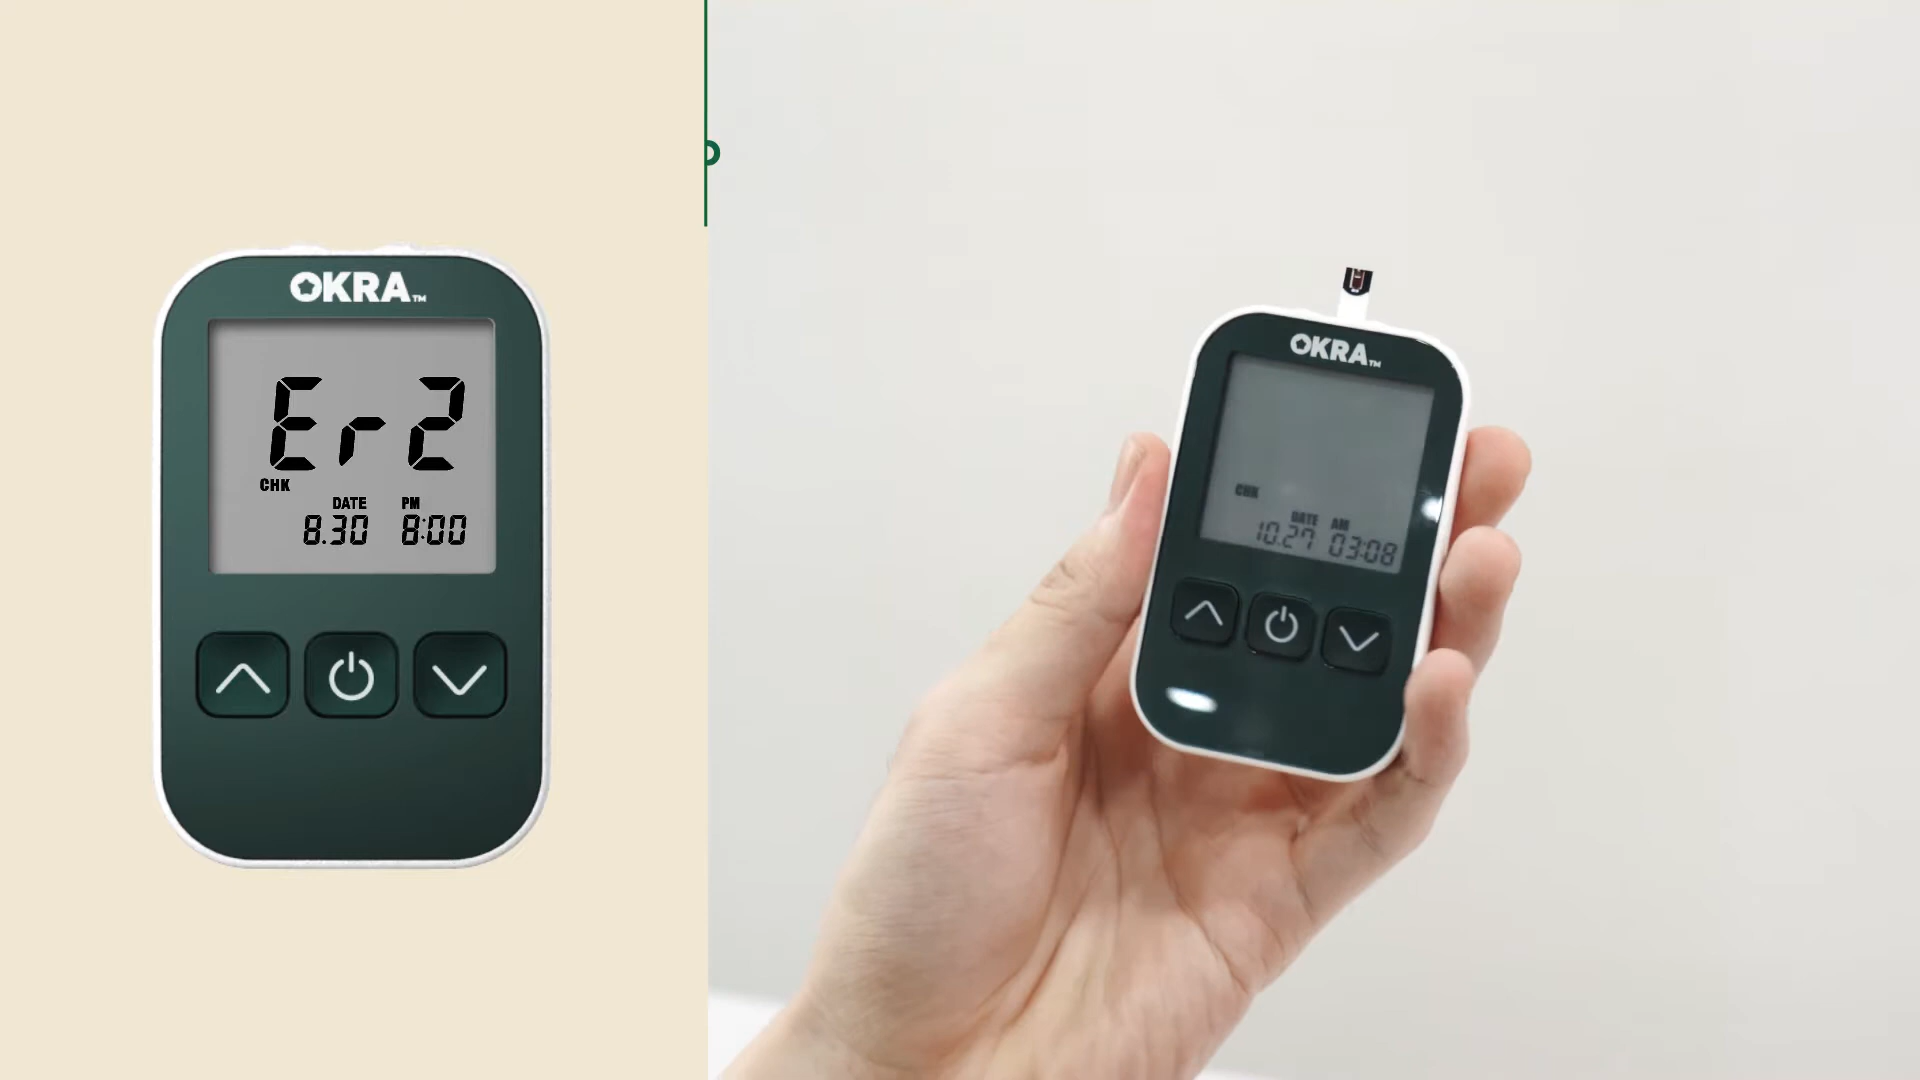 OKRA™
Er2
CHK
DATE PM
8.30 8:00
OKRA™
CHK
DATE AM
10.27 03:08